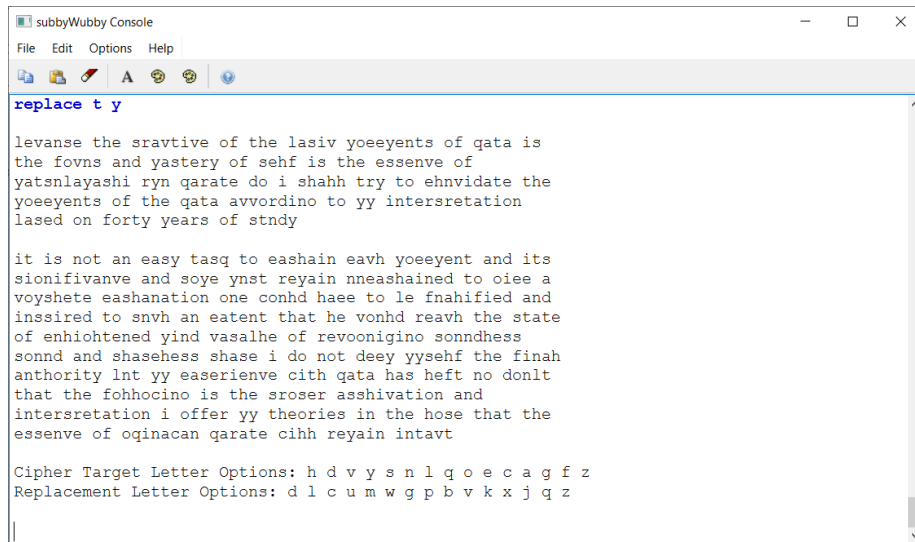 subbyWubby Console
File Edit Options Help
A
replace t y
levanse the sravtive of the lasiv yoeeyents of qata is
the fovns and yastery of sehf is the essenve of
yatsnlayashi ryn qarate do i shahh try to ehnvidate the
yoeeyents of the qata avvordino to yy intersretation
lased on forty years of stndy
it is not an easy tasq to eashain eavh yoeeyent and its
sionifivanve and soye ynst reyain nneashained to oiee a
voyshete eashanation one conhd haee to le fnahified and
inssired to snvh an eatent that he vonhd reavh the state
of enhiohtened yind vasalhe of revoonigino sonndhess
sonnd and shasehess shase i do not deey yysehf the finah
anthority lnt yy easerienve cith qata has heft no donlt
that the fohhocino is the sroser asshivation and
intersretation i offer yy theories in the hose that the
essenve of oqinacan qarate cihh reyain intavt
Cipher Target Letter Options: h d v y s n l q o e c a g f z
Replacement Letter Options: d l c u m w g p b v k x j q z